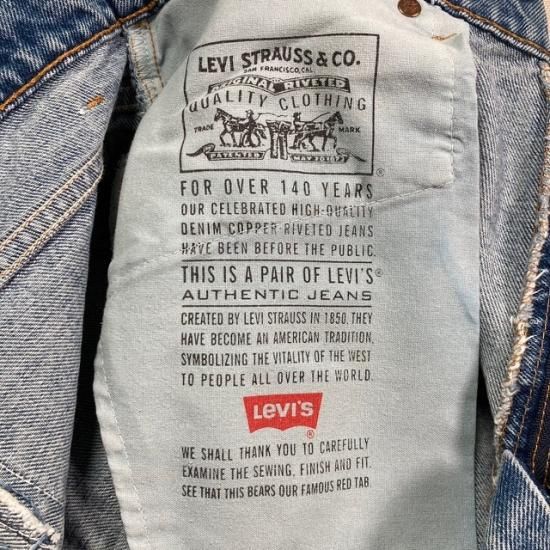 LEVI STRAUSS & CO.
SAN FRANCISCO, CAL.
ORIGINAL RIVETED
QUALITY CLOTHING
TRADE MARK
PATENTED MAY 20 1873
®
FOR OVER 140 YEARS
OUR CELEBRATED HIGH-QUALITY
DENIM COPPER RIVETED JEANS
HAVE BEEN BEFORE THE PUBLIC.
THIS IS A PAIR OF LEVI'S®
AUTHENTIC JEANS
CREATED BY LEVI STRAUSS IN 1850, THEY
HAVE BECOME AN AMERICAN TRADITION,
SYMBOLIZING THE VITALITY OF THE WEST
TO PEOPLE ALL OVER THE WORLD.
LEVI'S
®
WE SHALL THANK YOU TO CAREFULLY
EXAMINE THE SEWING, FINISH AND FIT.
SEE THAT THIS BEARS OUR FAMOUS RED TAB.